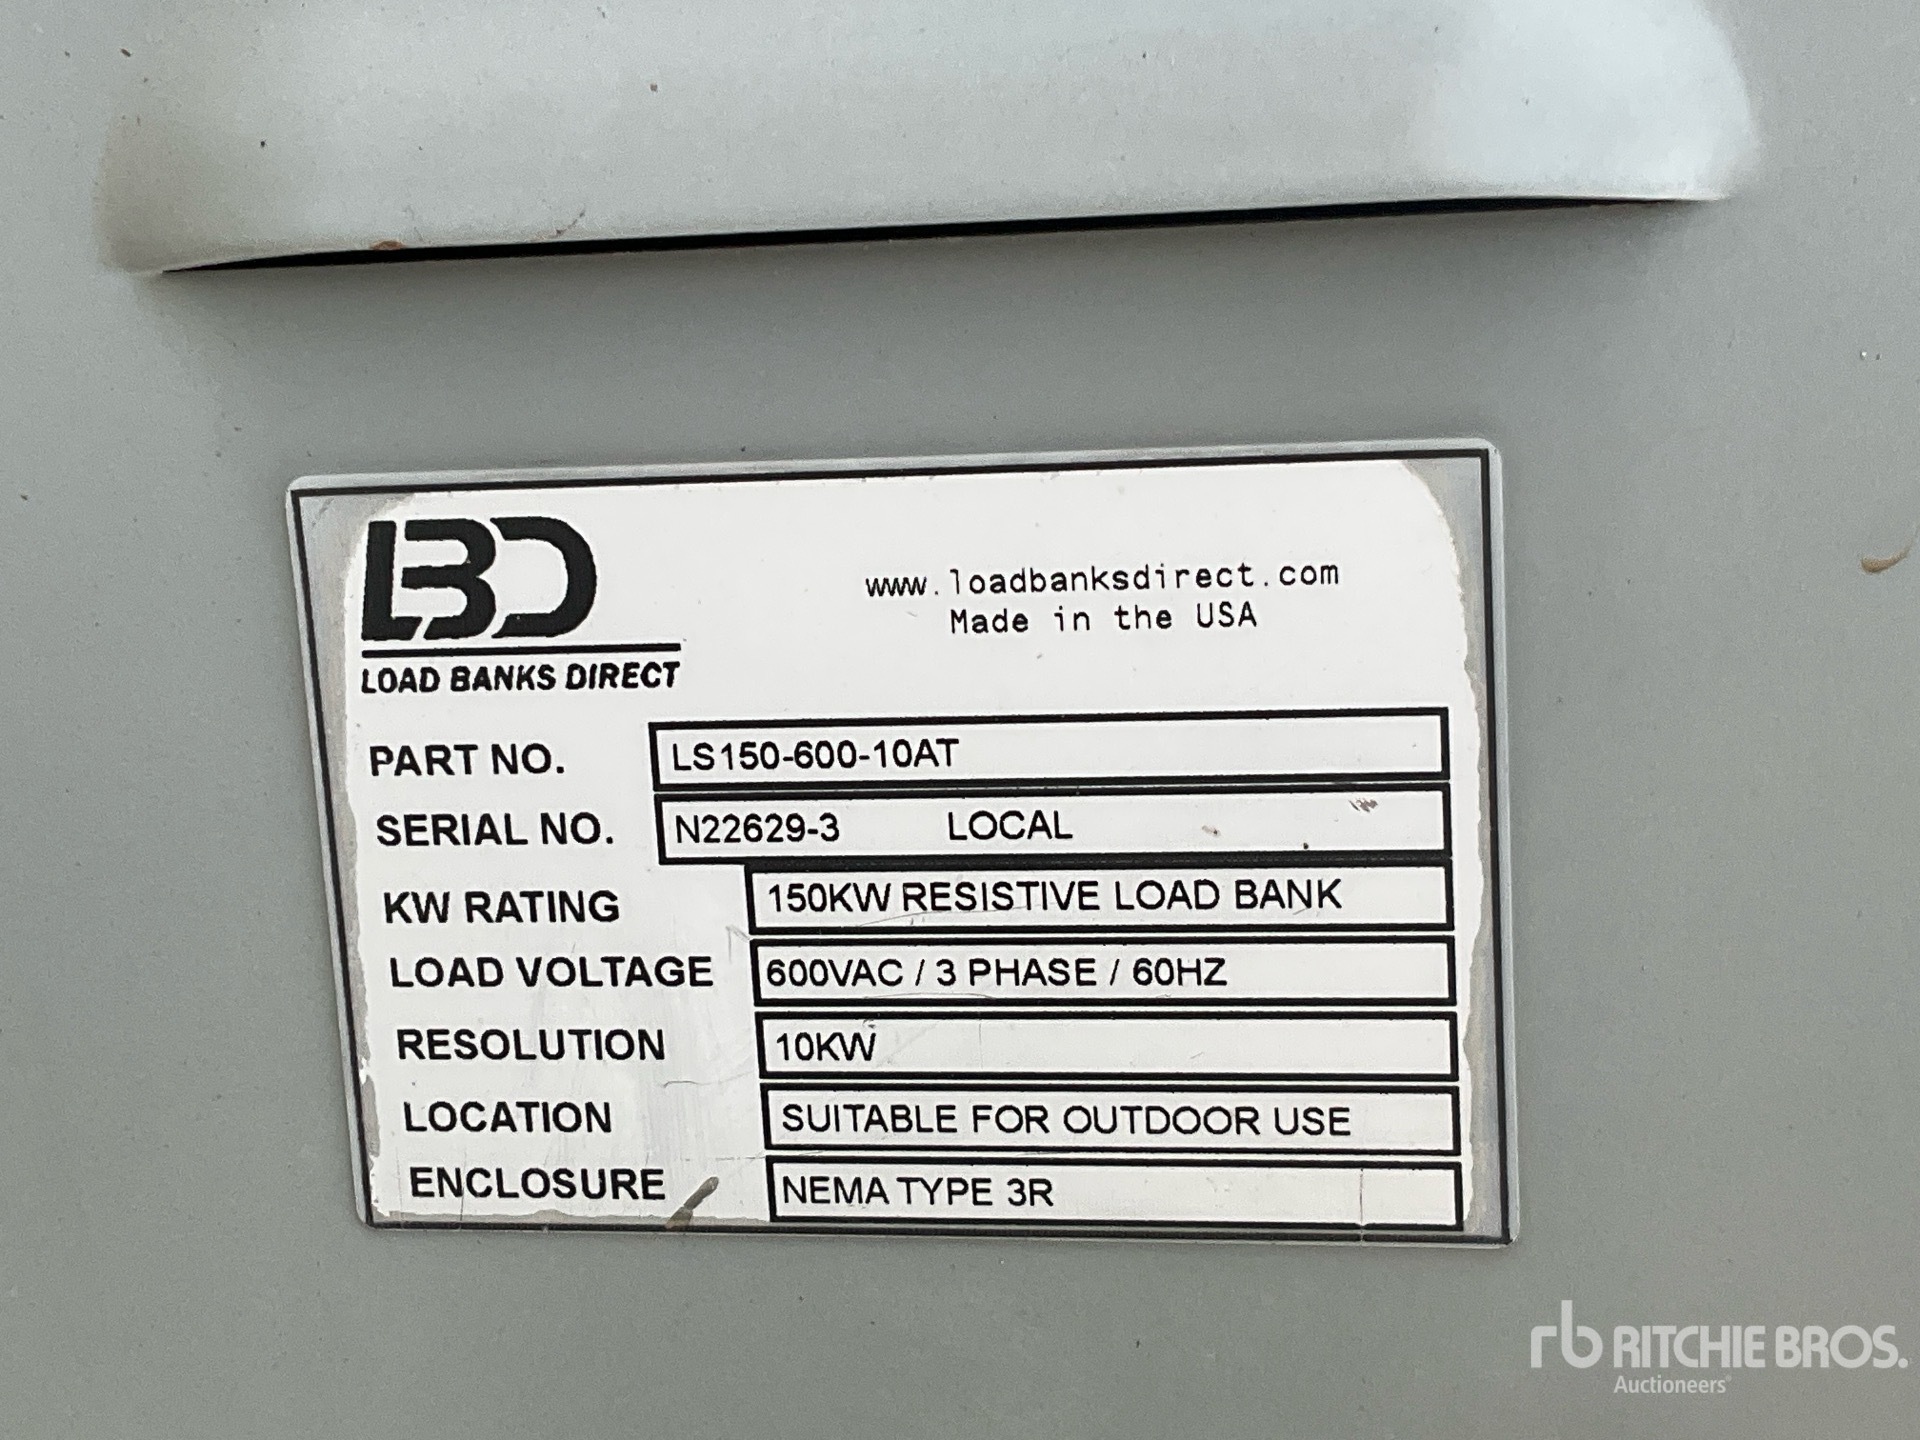 LBD
LOAD BANKS DIRECT
www.loadbanksdirect.com
Made in the USA
PART NO. LS150-600-10AT
SERIAL NO. N22629-3 LOCAL
KW RATING 150KW RESISTIVE LOAD BANK
LOAD VOLTAGE 600VAC / 3 PHASE / 60HZ
RESOLUTION 10KW
LOCATION SUITABLE FOR OUTDOOR USE
ENCLOSURE NEMA TYPE 3R
rb RITCHIE BROS.
Auctioneers